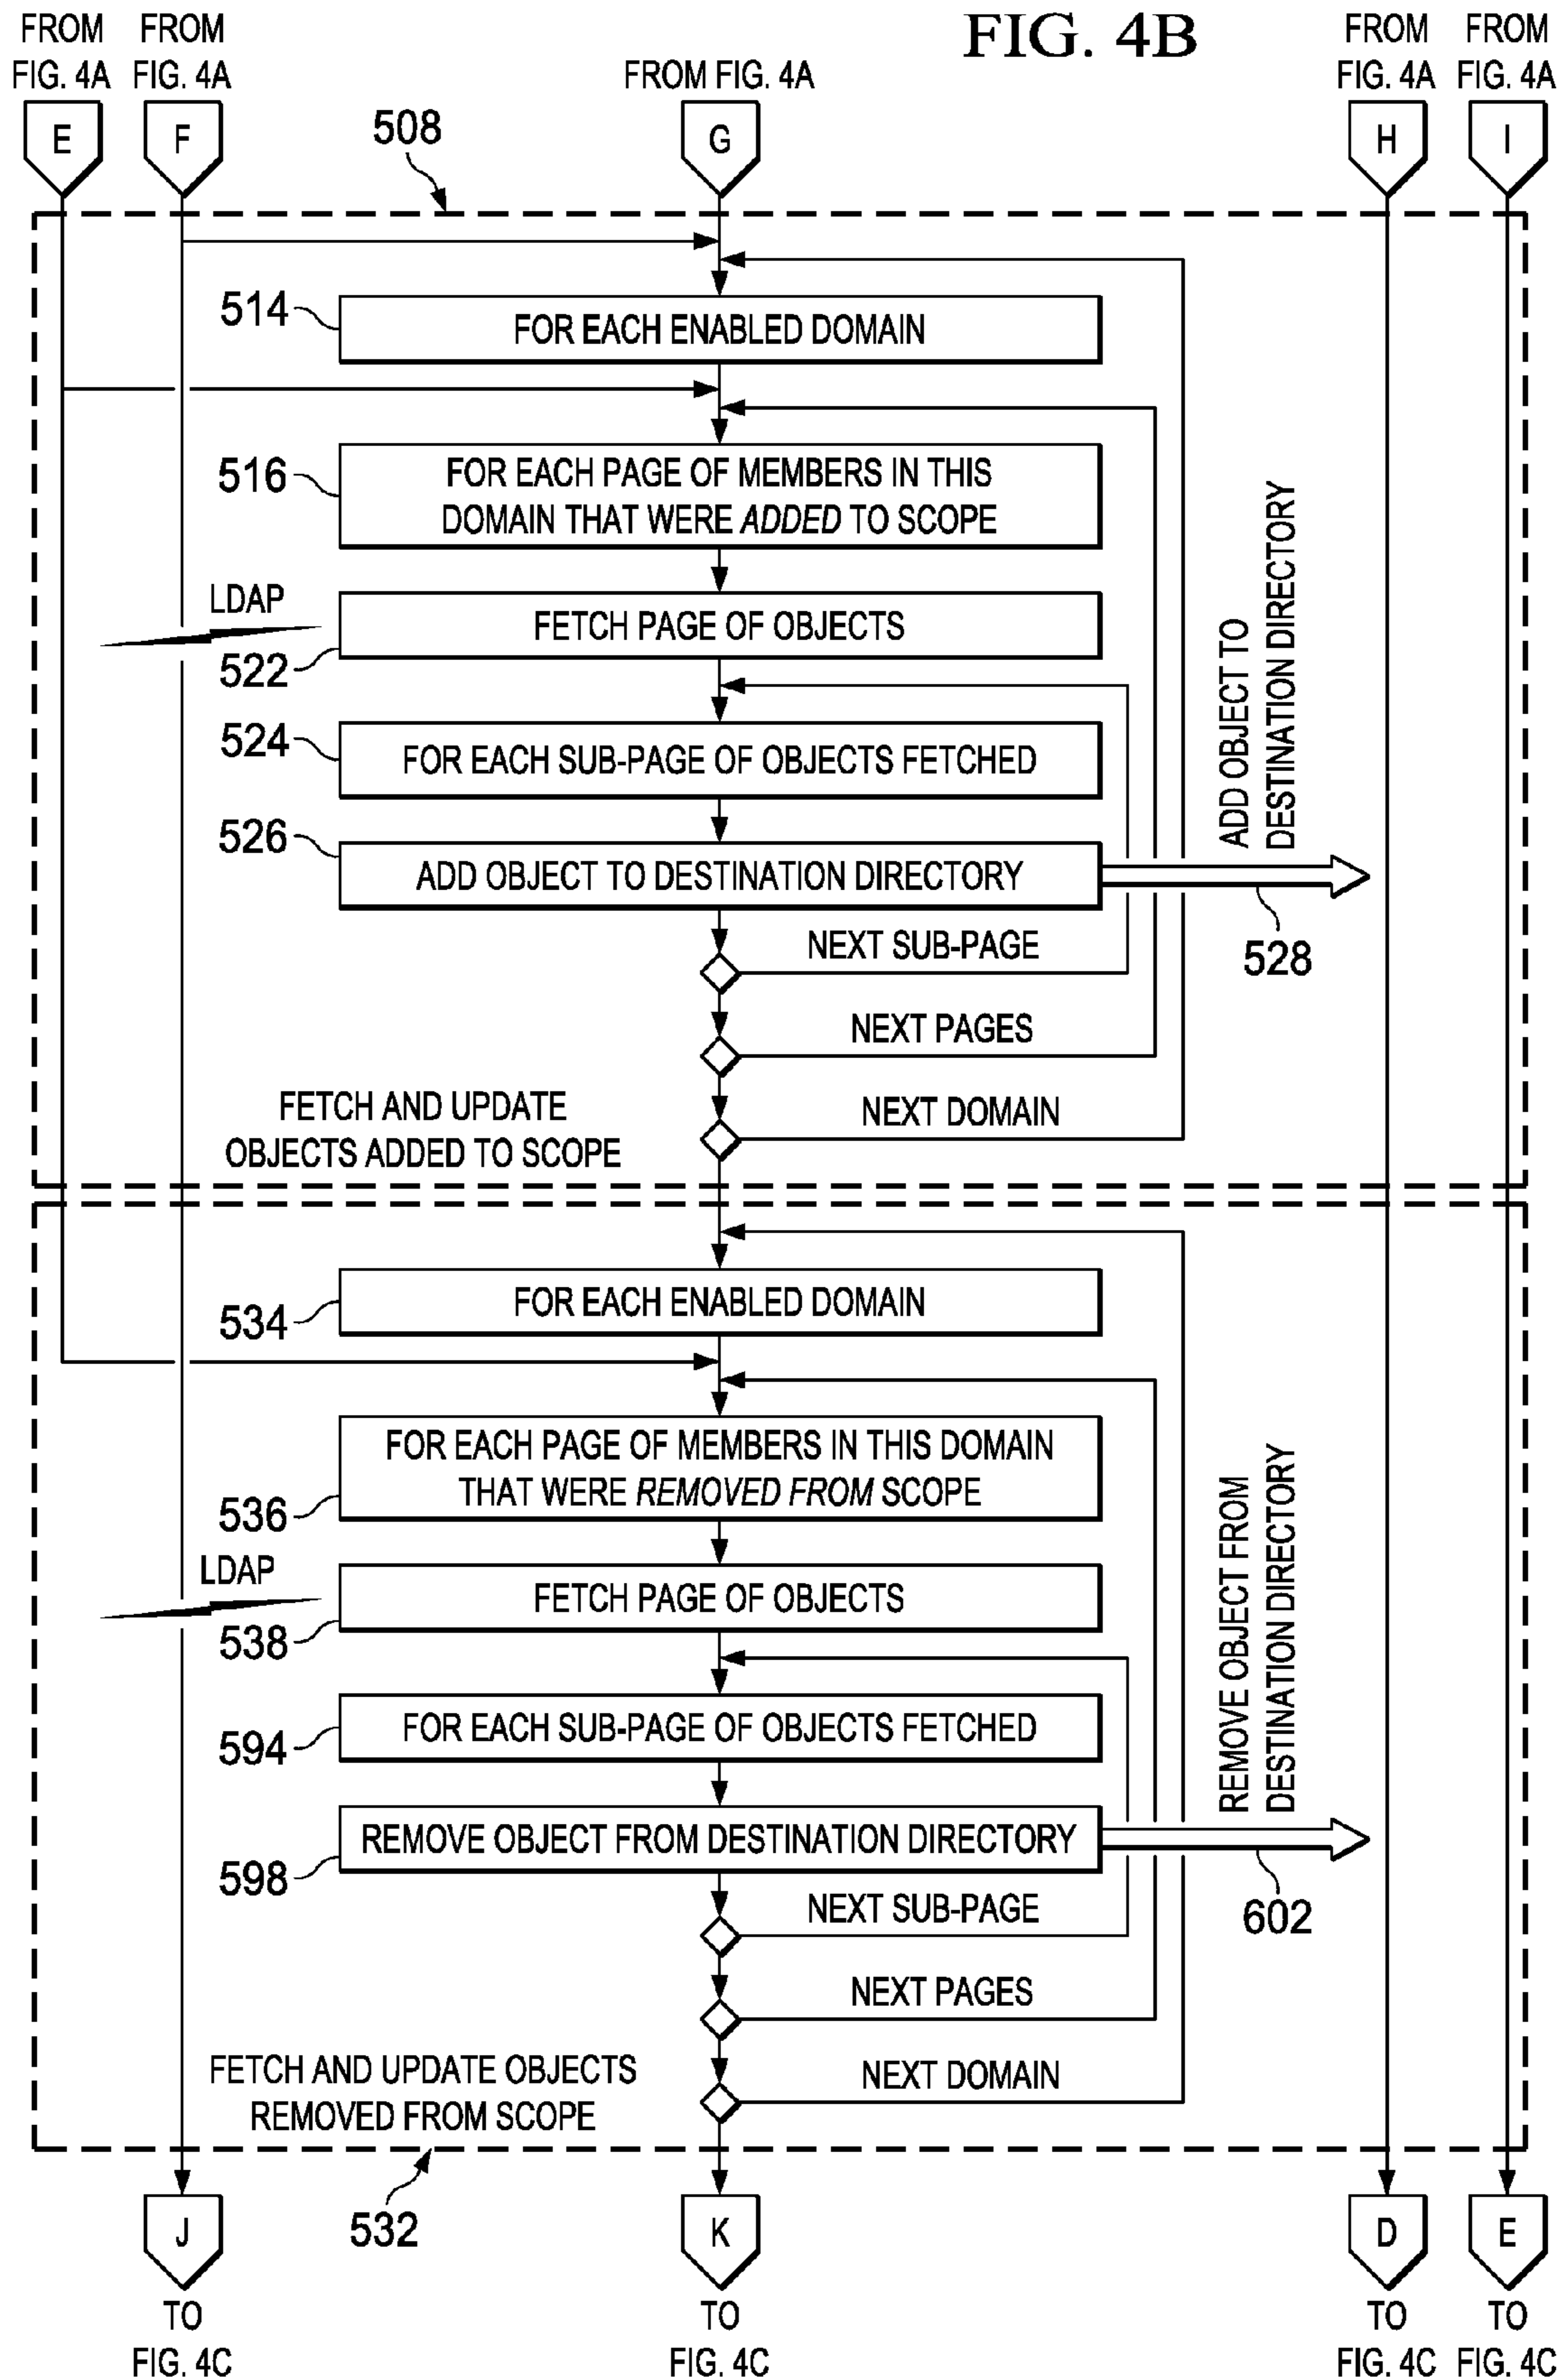 FIG. 4B
FROM
FIG. 4A
E
FROM
FIG. 4A
F
FROM FIG. 4A
G
FROM
FIG. 4A
H
FROM
FIG. 4A
I
508
514
FOR EACH ENABLED DOMAIN
516
FOR EACH PAGE OF MEMBERS IN THIS
DOMAIN THAT WERE ADDED TO SCOPE
LDAP
FETCH PAGE OF OBJECTS
522
524
FOR EACH SUB-PAGE OF OBJECTS FETCHED
526
ADD OBJECT TO DESTINATION DIRECTORY
ADD OBJECT TO
DESTINATION DIRECTORY
528
NEXT SUB-PAGE
NEXT PAGES
NEXT DOMAIN
FETCH AND UPDATE
OBJECTS ADDED TO SCOPE
534
FOR EACH ENABLED DOMAIN
536
FOR EACH PAGE OF MEMBERS IN THIS DOMAIN
THAT WERE REMOVED FROM SCOPE
LDAP
FETCH PAGE OF OBJECTS
538
594
FOR EACH SUB-PAGE OF OBJECTS FETCHED
598
REMOVE OBJECT FROM DESTINATION DIRECTORY
REMOVE OBJECT FROM
DESTINATION DIRECTORY
602
NEXT SUB-PAGE
NEXT PAGES
NEXT DOMAIN
FETCH AND UPDATE OBJECTS
REMOVED FROM SCOPE
532
J
TO
FIG. 4C
K
TO
FIG. 4C
D
TO
FIG. 4C
E
TO
FIG. 4C